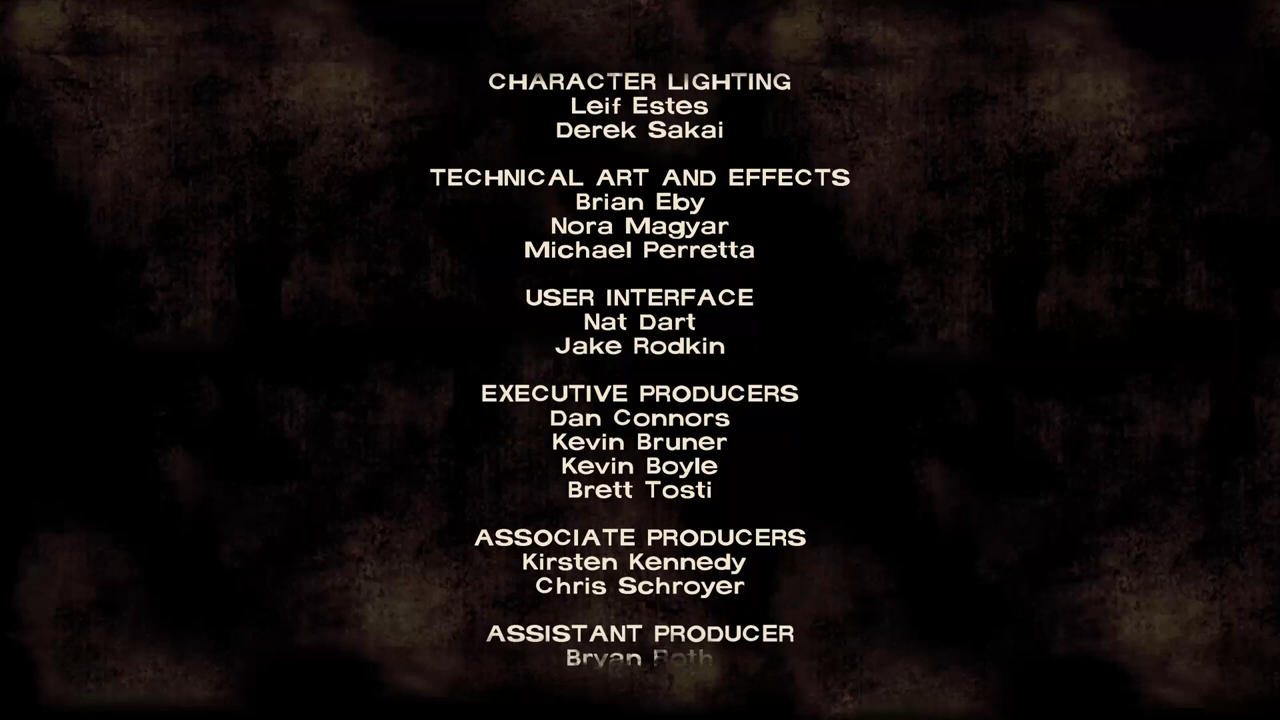 CHARACTER LIGHTING
Leif Estes
Derek Sakai
TECHNICAL ART AND EFFECTS
Brian Eby
Nora Magyar
Michael Perretta
USER INTERFACE
Nat Dart
Jake Rodkin
EXECUTIVE PRODUCERS
Dan Connors
Kevin Bruner
Kevin Boyle
Brett Tosti
ASSOCIATE PRODUCERS
Kirsten Kennedy
Chris Schroyer
ASSISTANT PRODUCER
Bryan Roth